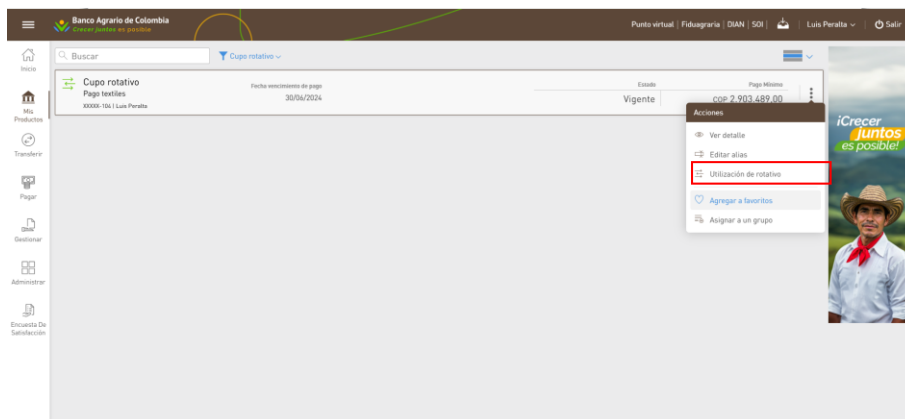 Banco Agrario de Colombia
Crecer juntos es posible
Punto virtual | Fiduagraria | DIAN | SOI |
Luis Peralta
Salir
Inicio
Mis
Productos
Transferir
Pagar
Gestionar
Administrar
Encuesta De
Satisfacción
Buscar
Cupo rotativo
Cupo rotativo
Pago textiles
XXXXX-104 | Luis Peralta
Fecha vencimiento de pago
30/06/2024
Estado
Vigente
Pago Mínimo
COP 2.903.489,00
Acciones
Ver detalle
Editar alias
Utilización de rotativo
Agregar a favoritos
Asignar a un grupo
¡Crecer
juntos
es posible!